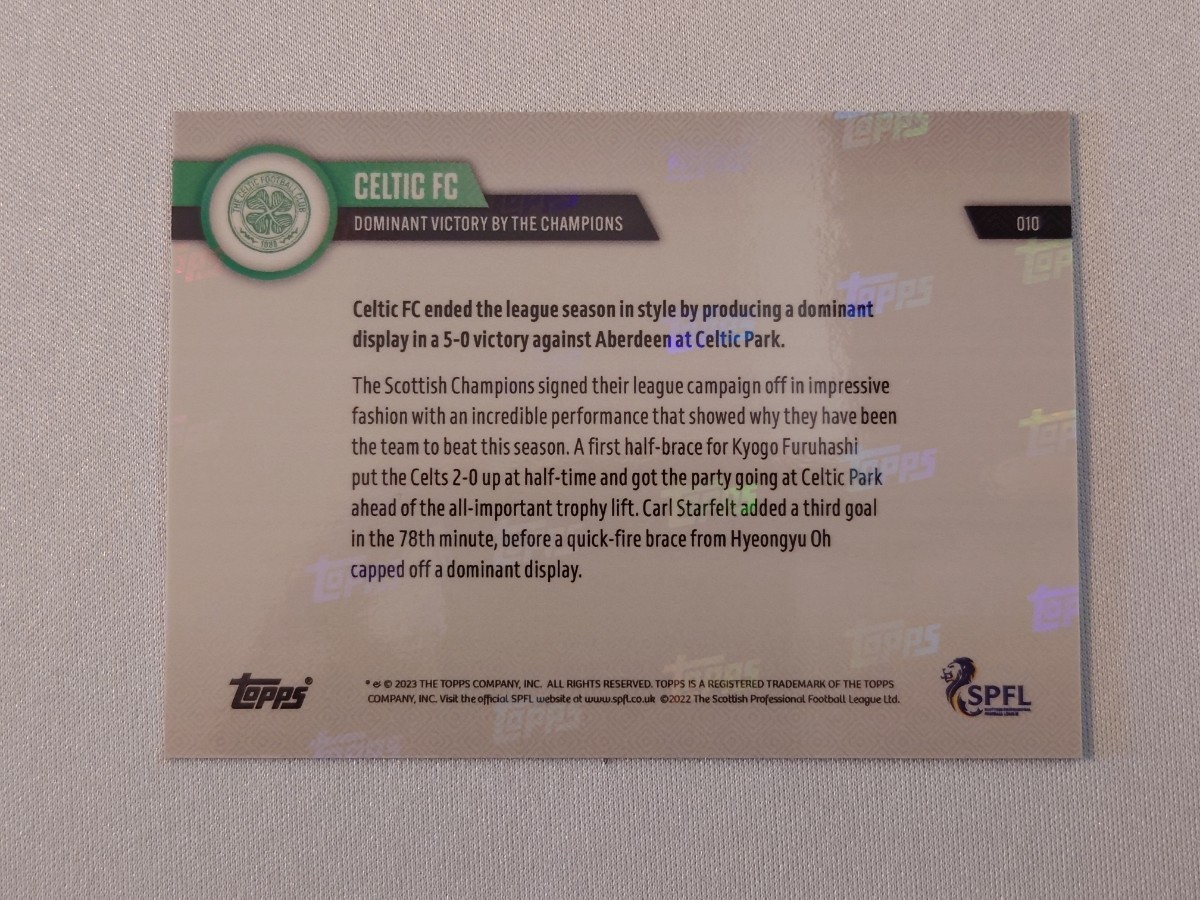 CELTIC FC
DOMINANT VICTORY BY THE CHAMPIONS
010
THE CELTIC FOOTBALL CLUB
1888
Celtic FC ended the league season in style by producing a dominant
display in a 5-0 victory against Aberdeen at Celtic Park.
The Scottish Champions signed their league campaign off in impressive
fashion with an incredible performance that showed why they have been
the team to beat this season. A first half-brace for Kyogo Furuhashi
put the Celts 2-0 up at half-time and got the party going at Celtic Park
ahead of the all-important trophy lift. Carl Starfelt added a third goal
in the 78th minute, before a quick-fire brace from Hyeongyu Oh
capped off a dominant display.
Topps®
® & © 2023 THE TOPPS COMPANY, INC. ALL RIGHTS RESERVED. TOPPS IS A REGISTERED TRADEMARK OF THE TOPPS
COMPANY, INC. Visit the official SPFL website at www.spfl.co.uk ©2022 The Scottish Professional Football League Ltd.
SPFL